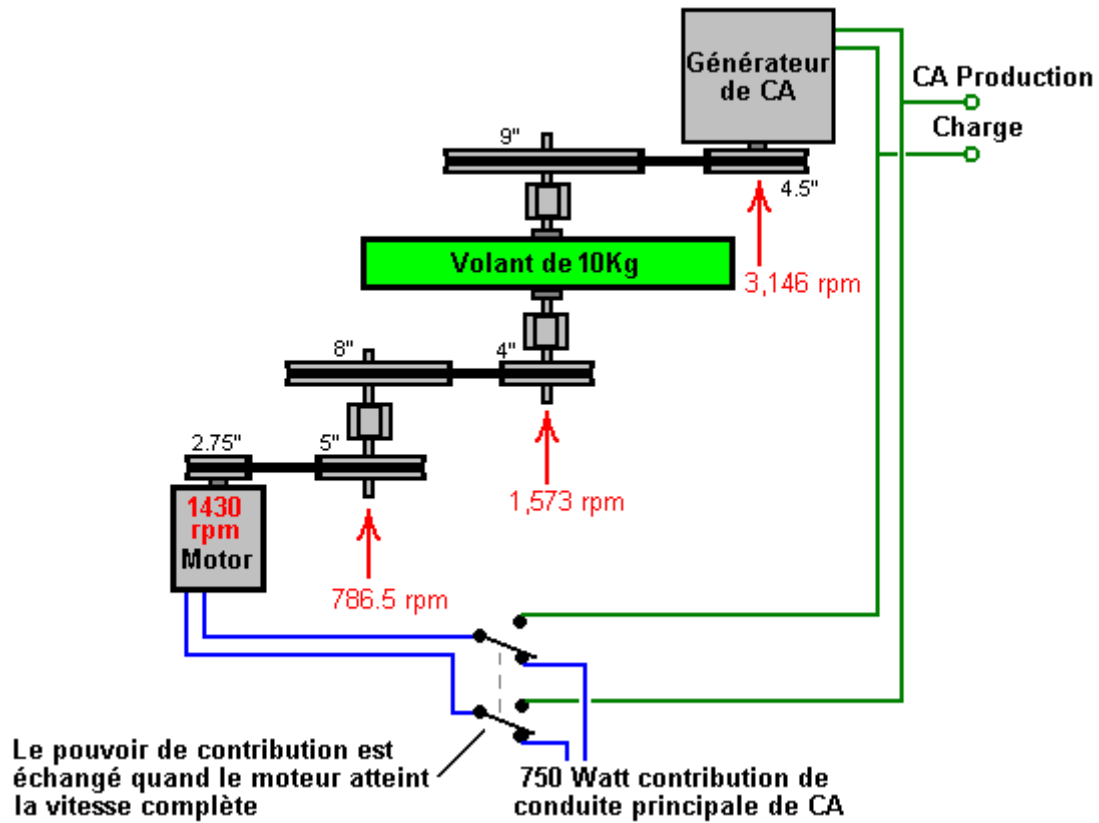 Générateur
de CA
CA Production
Charge
9"
4.5"
Volant de 10Kg
3,146 rpm
8"
4"
2.75"
5"
1,573 rpm
1430
rpm
Motor
786.5 rpm
Le pouvoir de contribution est
échangé quand le moteur atteint
la vitesse complète
750 Watt contribution de
conduite principale de CA